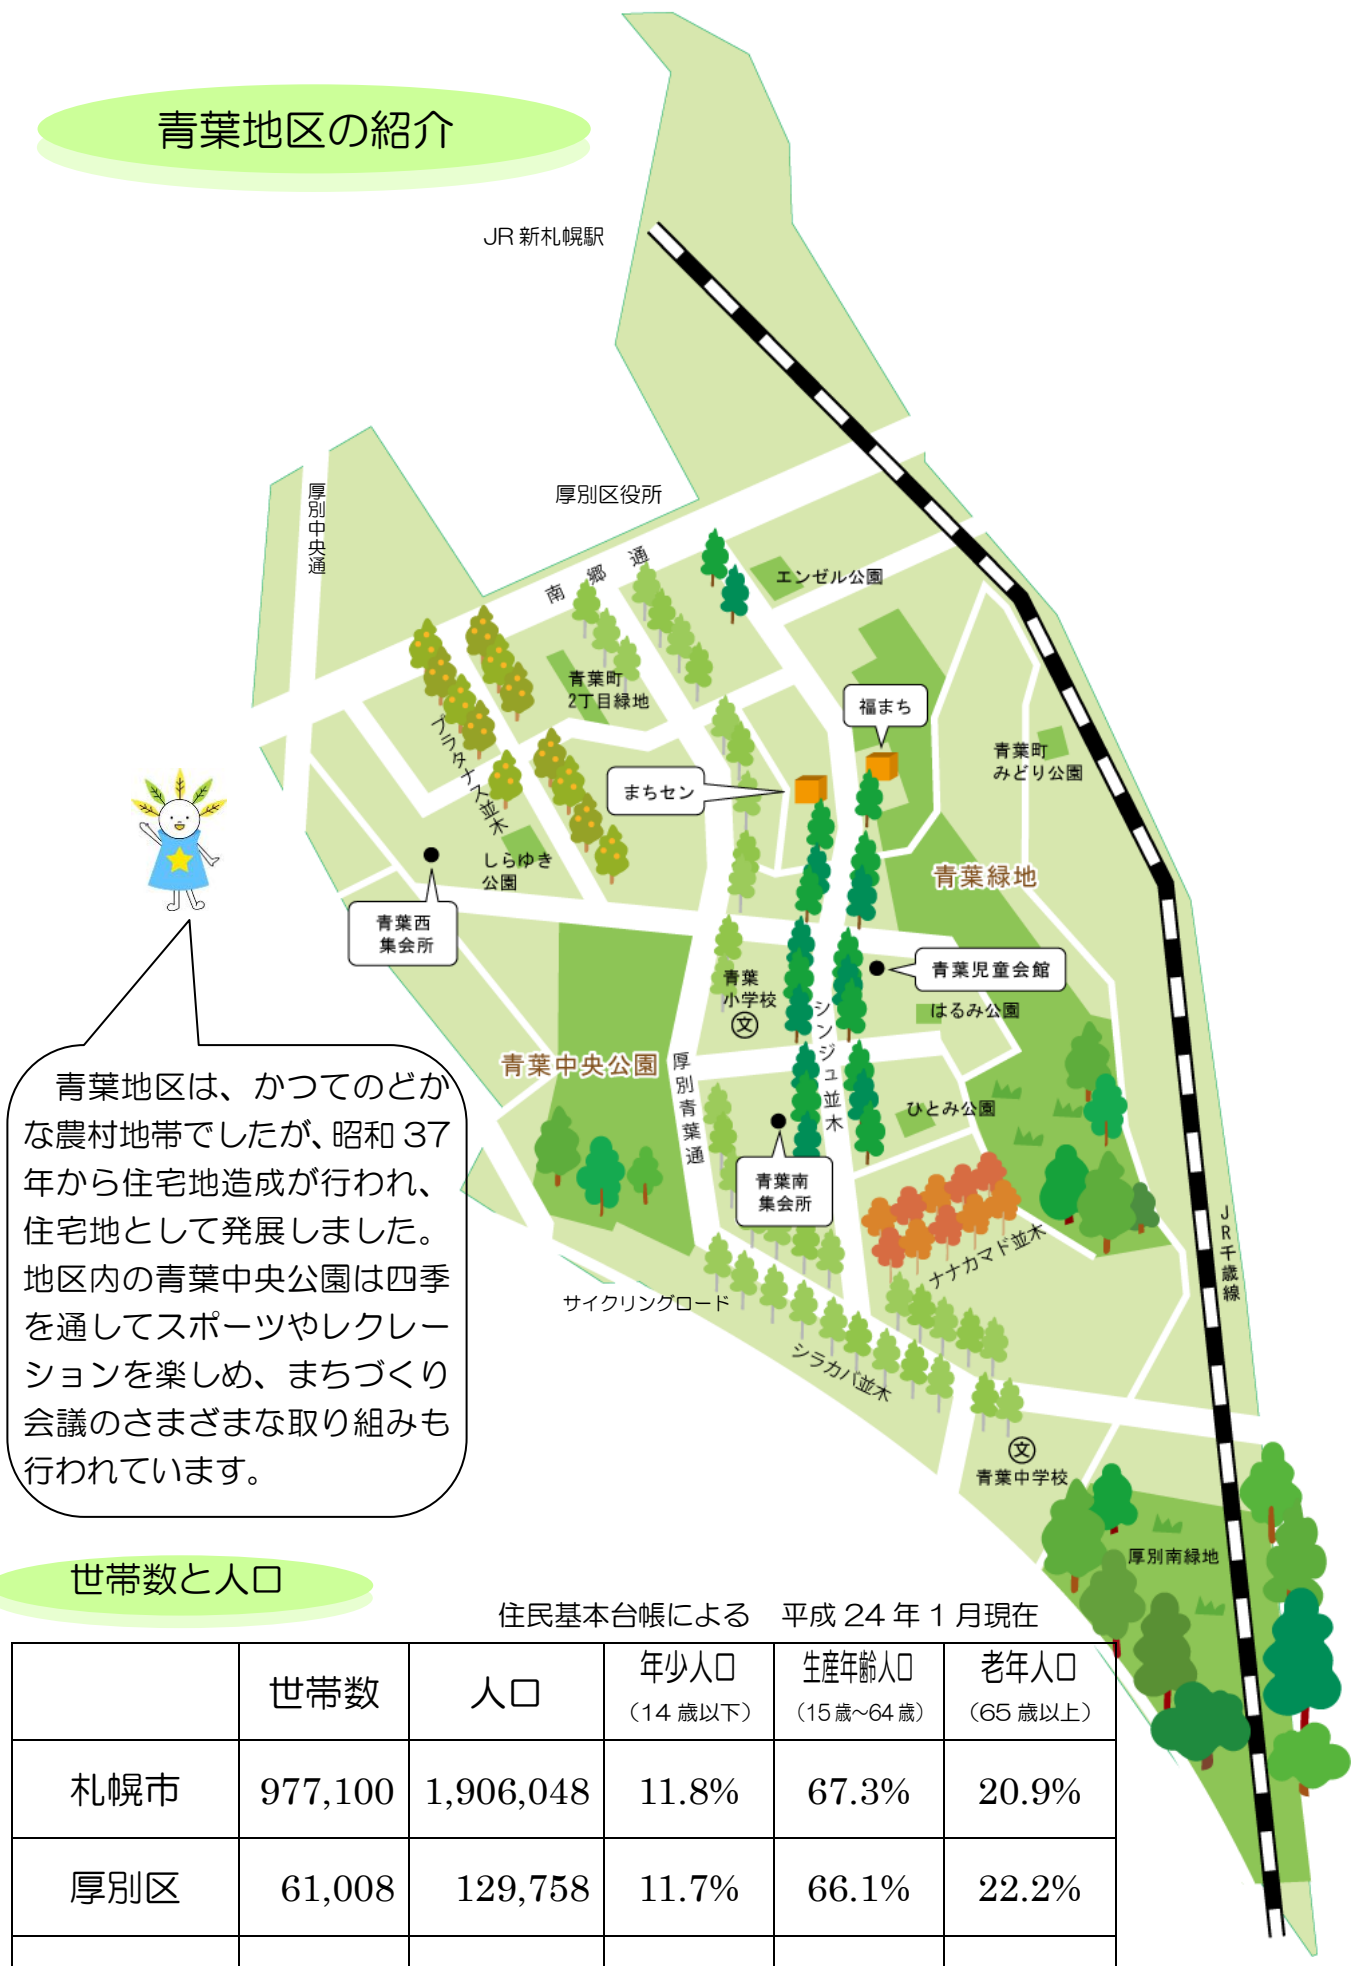 青葉地区の紹介
JR 新札幌駅
厚別中央通
厚別区役所
南郷通
エンゼル公園
青葉町
2丁目緑地
プラタナス並木
福まち
まちセン
青葉町
みどり公園
しらゆき
公園
青葉緑地
青葉西
集会所
青葉児童会館
青葉
小学校
文
はるみ公園
シンジュ並木
青葉中央公園
厚別青葉通
ひとみ公園
青葉南
集会所
ナナカマド並木
JR千歳線
サイクリングロード
シラカバ並木
文
青葉中学校
厚別南緑地
青葉地区は、かつてのどか
な農村地帯でしたが、昭和 37
年から住宅地造成が行われ、
住宅地として発展しました。
地区内の青葉中央公園は四季
を通してスポーツやレクレー
ションを楽しめ、まちづくり
会議のさまざまな取り組みも
行われています。
世帯数と人口
住民基本台帳による 平成 24 年 1 月現在
世帯数 人口 年少人口 生産年齢人口 老年人口
(14 歳以下) (15 歳～64 歳) (65 歳以上)
札幌市 977,100 1,906,048 11.8% 67.3% 20.9%
厚別区 61,008 129,758 11.7% 66.1% 22.2%